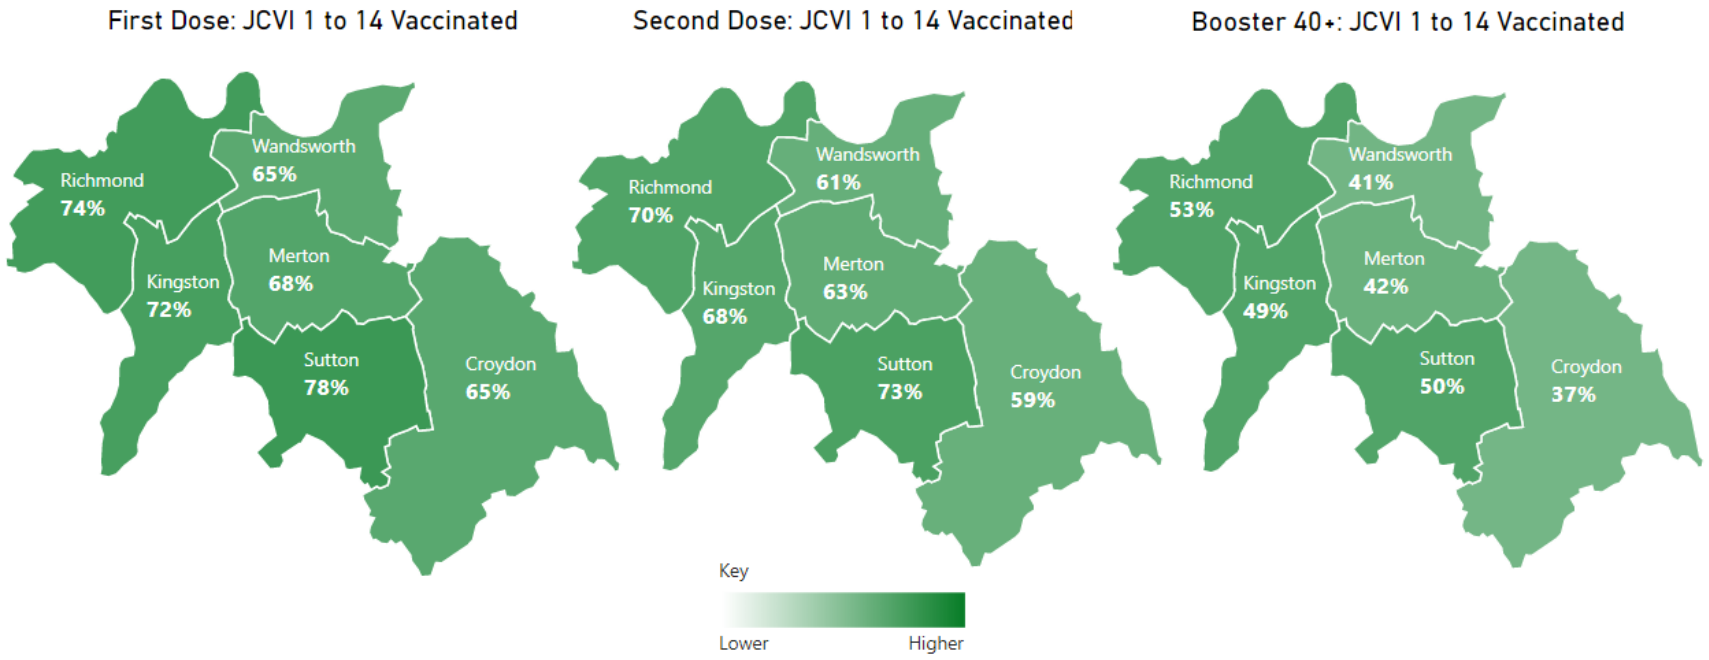 First Dose: JCVI 1 to 14 Vaccinated
Second Dose: JCVI 1 to 14 Vaccinated
Booster 40+: JCVI 1 to 14 Vaccinated
Wandsworth
65%
Richmond
74%
Merton
68%
Kingston
72%
Sutton
78%
Croydon
65%
Wandsworth
61%
Richmond
70%
Merton
63%
Kingston
68%
Sutton
73%
Croydon
59%
Wandsworth
41%
Richmond
53%
Merton
42%
Kingston
49%
Sutton
50%
Croydon
37%
Key
Lower
Higher